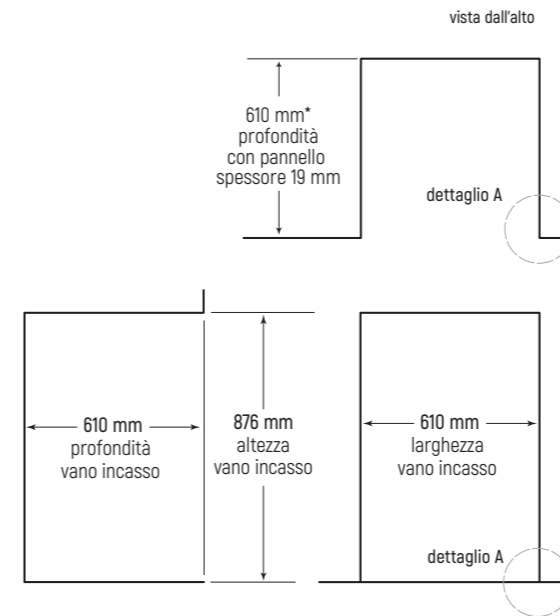 vista dall'alto
610 mm*
profondità
con pannello
spessore 19 mm
dettaglio A
610 mm
profondità
vano incasso
876 mm
altezza
vano incasso
610 mm
larghezza
vano incasso
dettaglio A